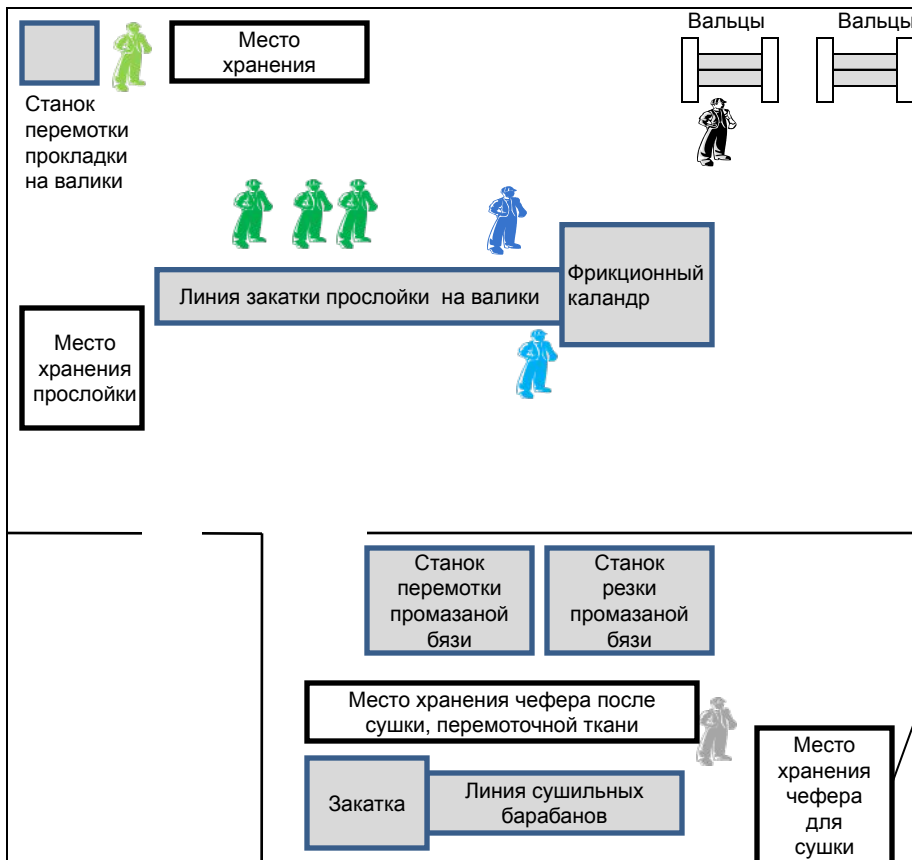 Вальцы
Вальцы
Место
хранения
Станок
перемотки
прокладки
на валики
Фрикционный
каландр
Линия закатки прослойки на валики
Место
хранения
прослойки
Станок
перемотки
промазаной
бязи
Станок
резки
промазаной
бязи
Место хранения чефера после
сушки, перемоточной ткани
Место
хранения
чефера
для
сушки
Закатка
Линия сушильных
барабанов